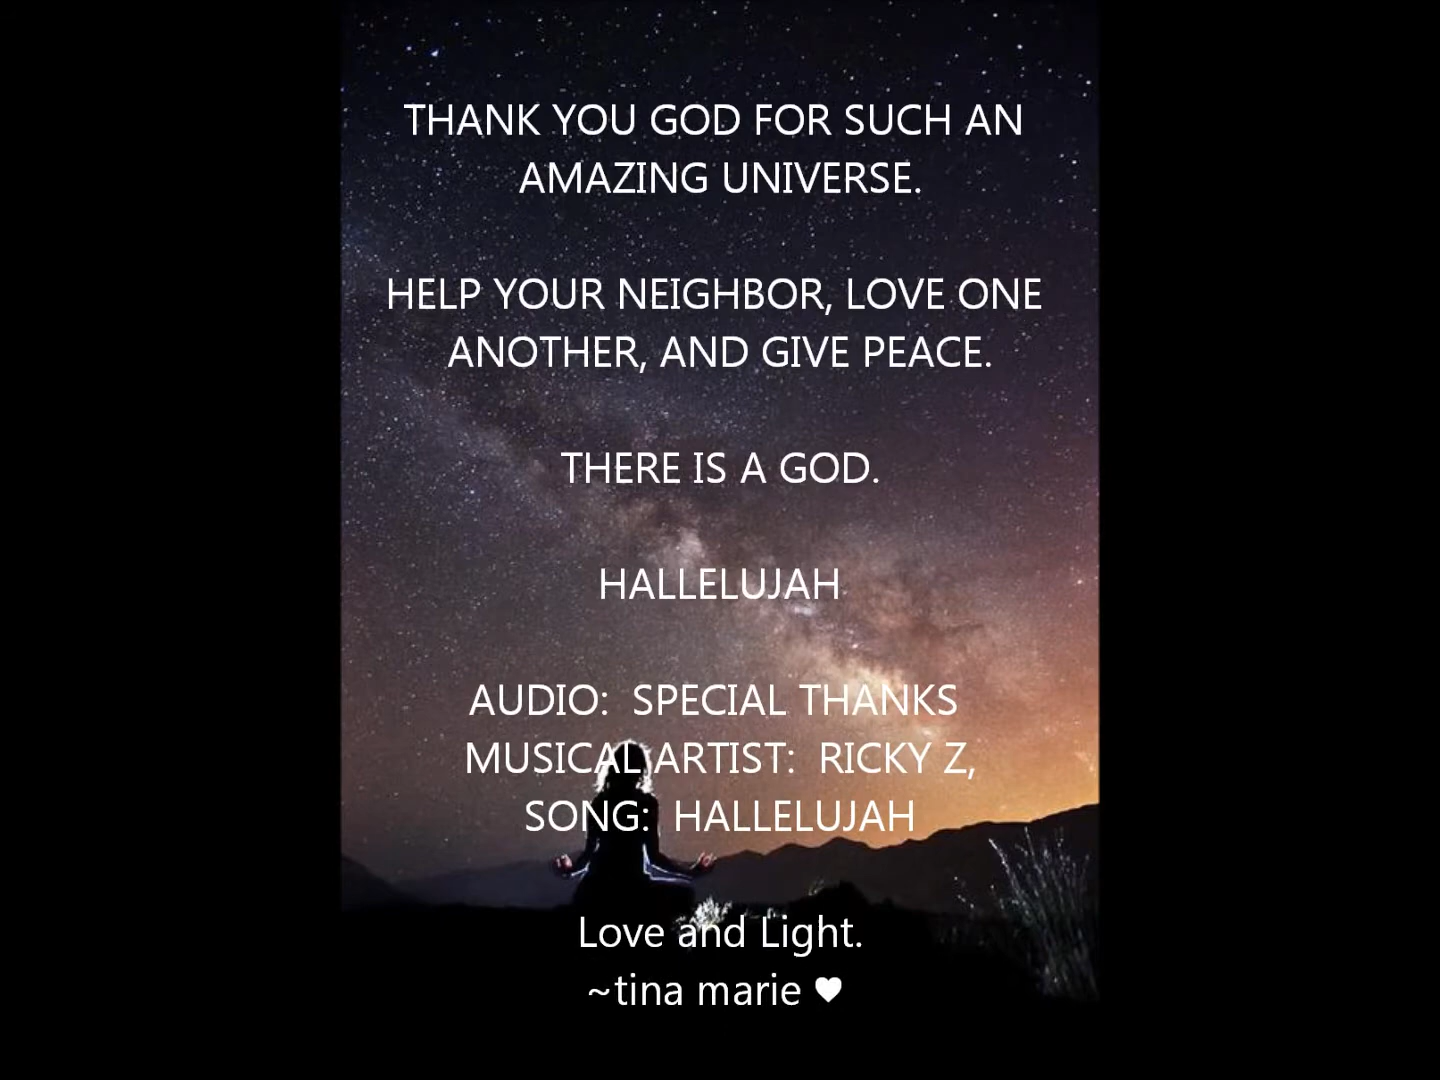 THANK YOU GOD FOR SUCH AN
AMAZING UNIVERSE.
HELP YOUR NEIGHBOR, LOVE ONE
ANOTHER, AND GIVE PEACE.
THERE IS A GOD.
HALLELUJAH
AUDIO:  SPECIAL THANKS
MUSICAL ARTIST:  RICKY Z,
SONG:  HALLELUJAH
Love and Light.
~tina marie ♥